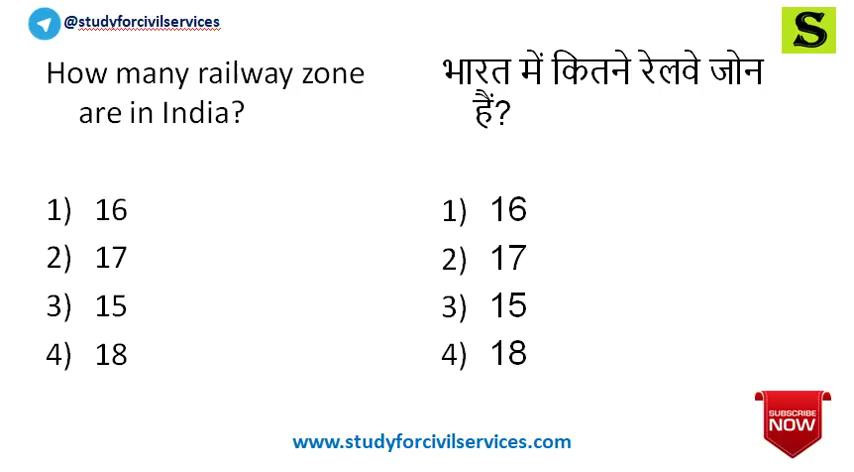 @studyforcivilservices
S
How many railway zone
are in India?
1) 16
2) 17
3) 15
4) 18
भारत में कितने रेलवे जोन
हैं?
1) 16
2) 17
3) 15
4) 18
SUBSCRIBE
NOW
www.studyforcivilservices.com